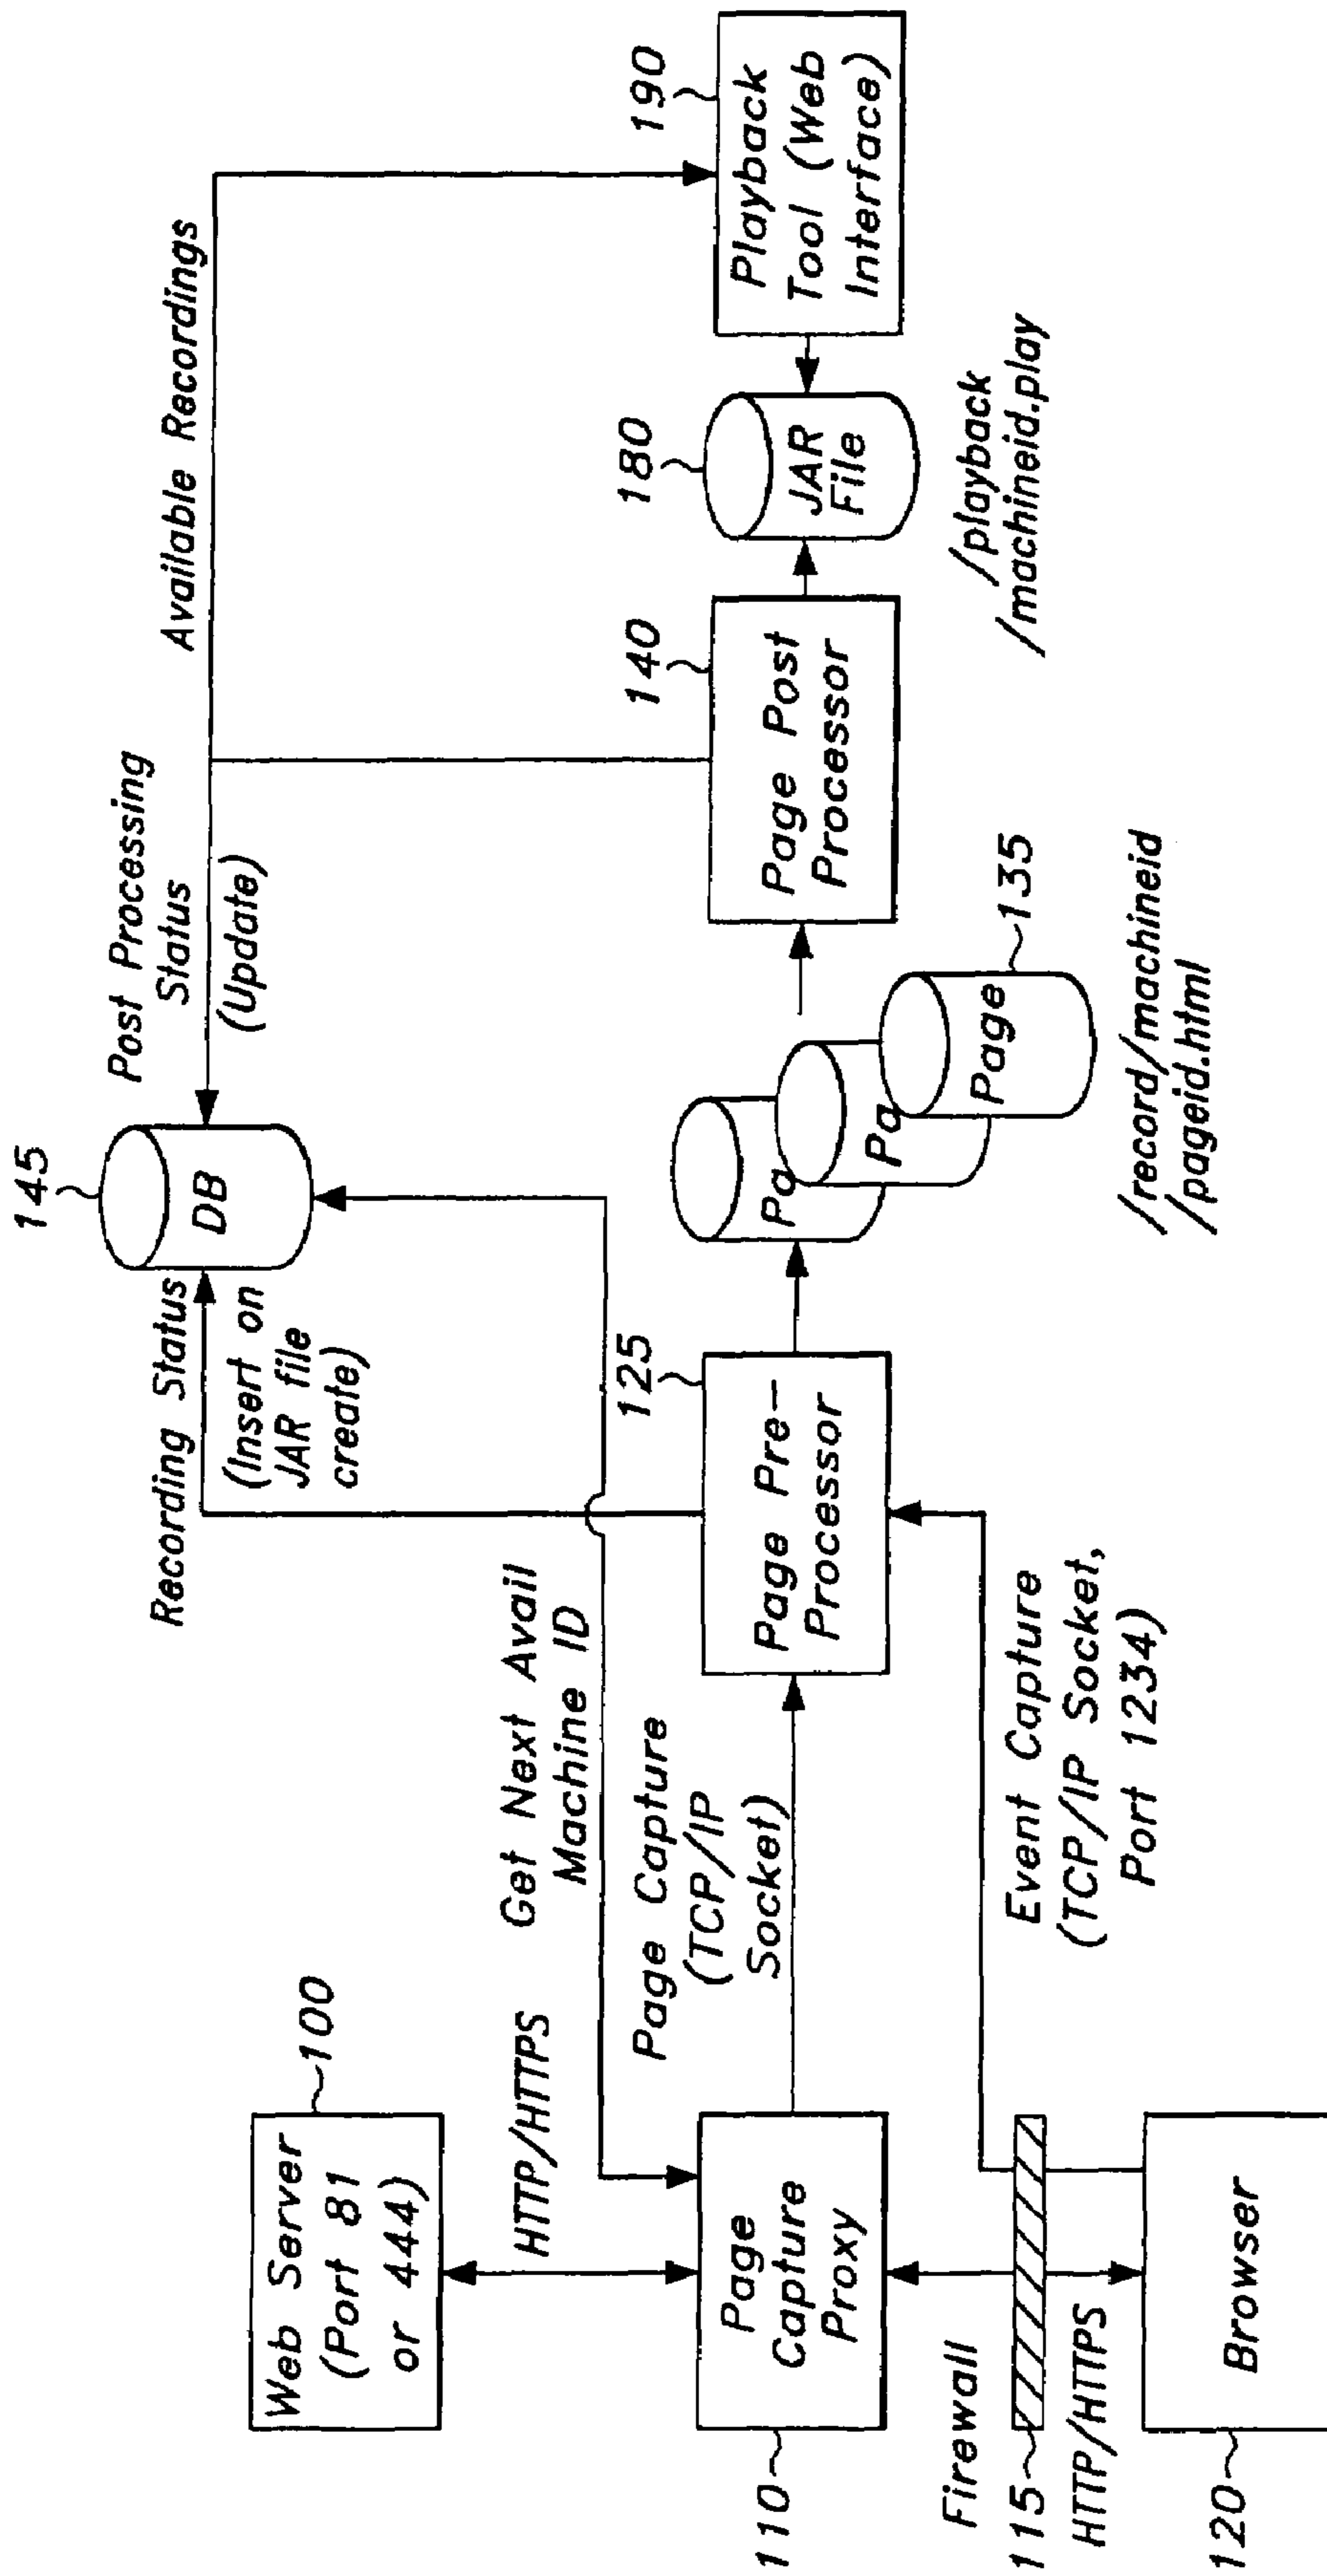 145
DB
Recording Status
(Insert on
JAR file
create)
Post Processing
Status
(Update)
Available Recordings
100
Web Server
(Port 81
or 444)
HTTP/HTTPS
Get Next Avail
Machine ID
Page Capture
(TCP/IP
Socket)
110
Page
Capture
Proxy
125
Page Pre-
Processor
Pa
Pa
Page
135
/record/machineid
/pageid.html
140
Page Post
Processor
180
JAR
File
/playback
/machineid.play
190
Playback
Tool (Web
Interface)
Firewall
115
HTTP/HTTPS
Event Capture
(TCP/IP Socket,
Port 1234)
120
Browser